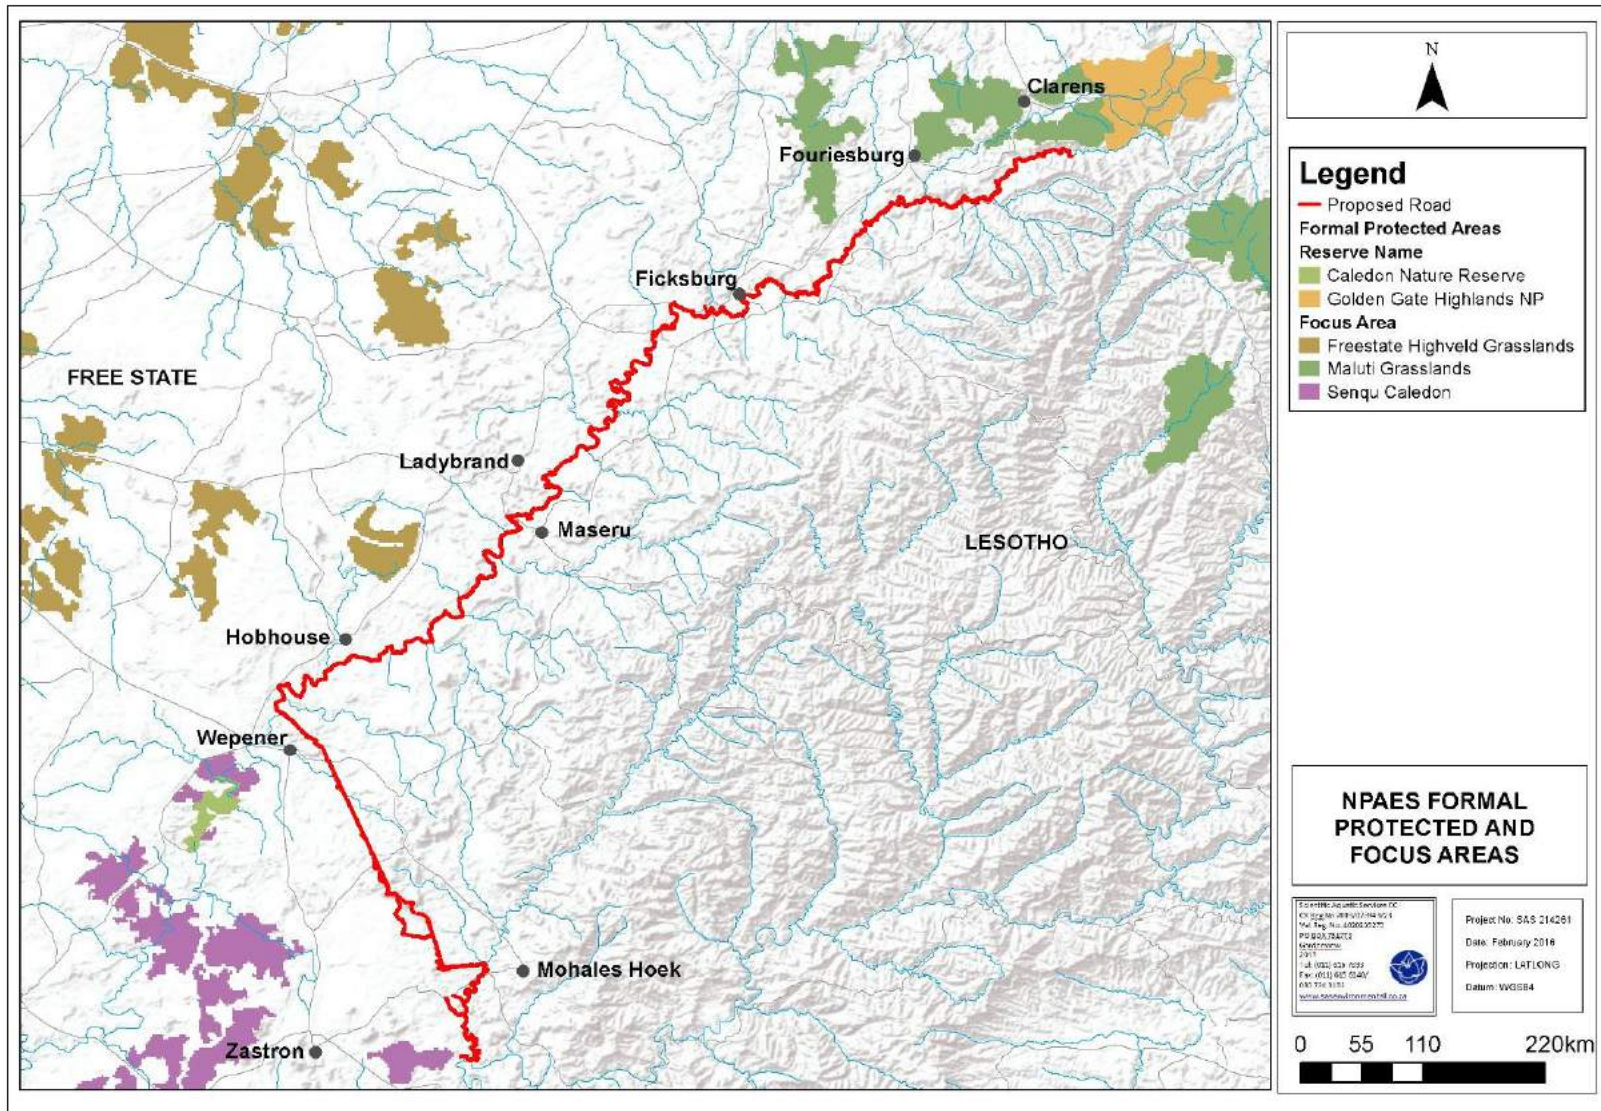 Clarens
Fouriesburg
Ficksburg
FREE STATE
Ladybrand
Maseru
LESOTHO
Hobhouse
Wepener
Mohales Hoek
Zastron
N
Legend
Proposed Road
Formal Protected Areas
Reserve Name
Caledon Nature Reserve
Golden Gate Highlands NP
Focus Area
Freestate Highveld Grasslands
Maluti Grasslands
Senqu Caledon
NPAES FORMAL
PROTECTED AND
FOCUS AREAS
Scientific Aquatic Services CC
Project No: SAS 214261
Date: February 2016
Projection: LATLONG
Datum: WGS84
0 55 110 220km